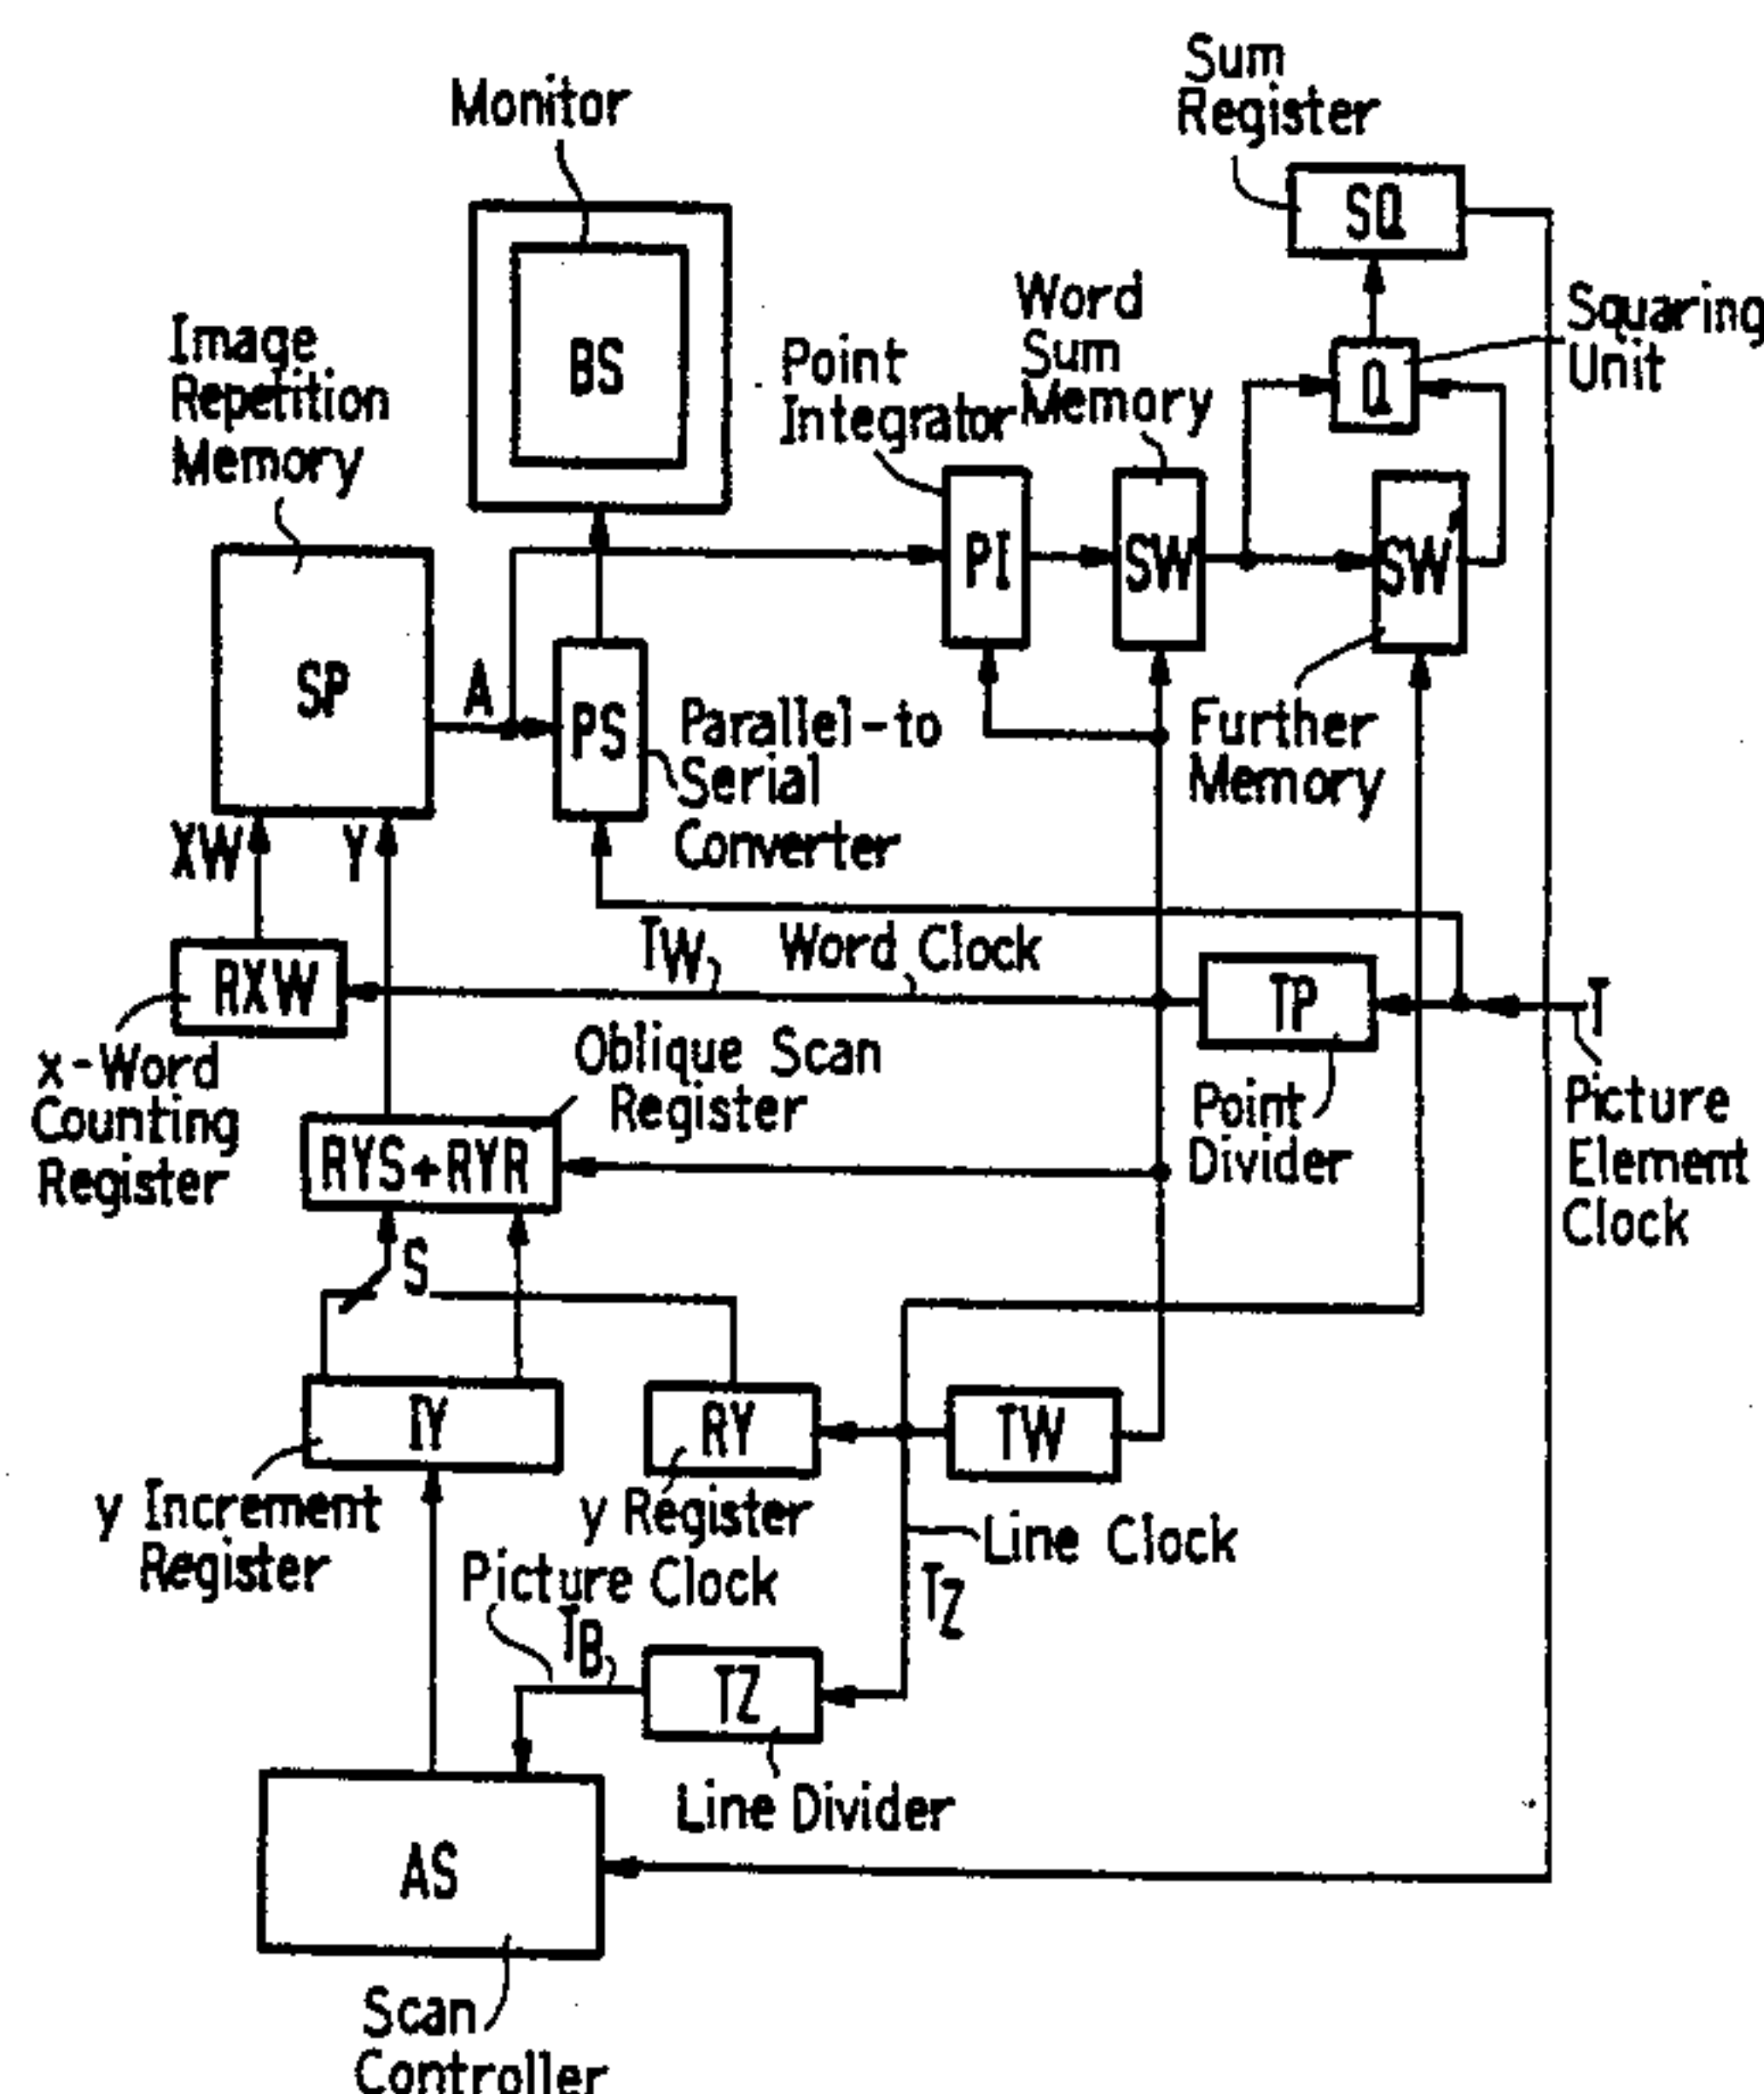 Sum
Register
Monitor
SQ
Word
Sum
Memory
Squaring
Unit
Image
Repetition
Memory
BS
Point
Integrator
Q
PI
SW
SW'
SP
A
PS
Parallel-to
Serial
Converter
Further
Memory
XW
Y
TW
Word Clock
RXW
TP
T
x-Word
Counting
Register
Oblique Scan
Register
Point
Divider
Picture
Element
Clock
RYS+RYR
S
IY
RY
TW
y Increment
Register
y Register
Line Clock
TZ
Picture Clock
TB
TZ
Line Divider
AS
Scan
Controller